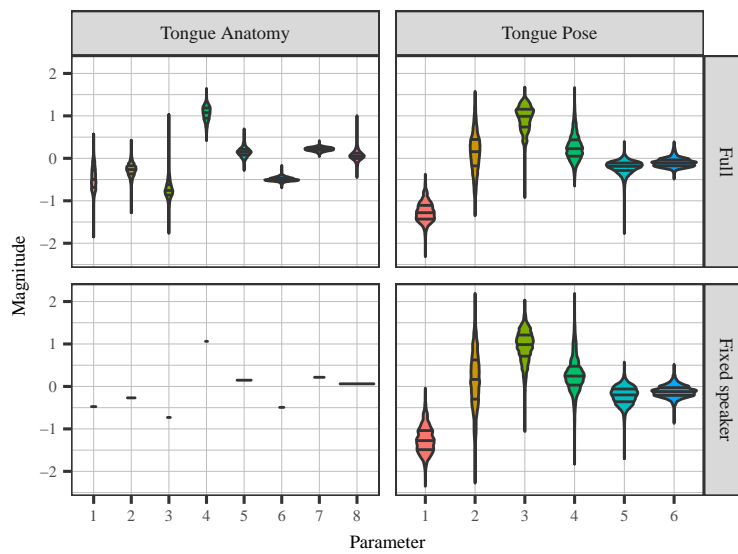 Tongue Anatomy
Tongue Pose
2
1
0
−1
−2
Full
2
1
0
−1
−2
Fixed speaker
Magnitude
1 2 3 4 5 6 7 8
1 2 3 4 5 6
Parameter